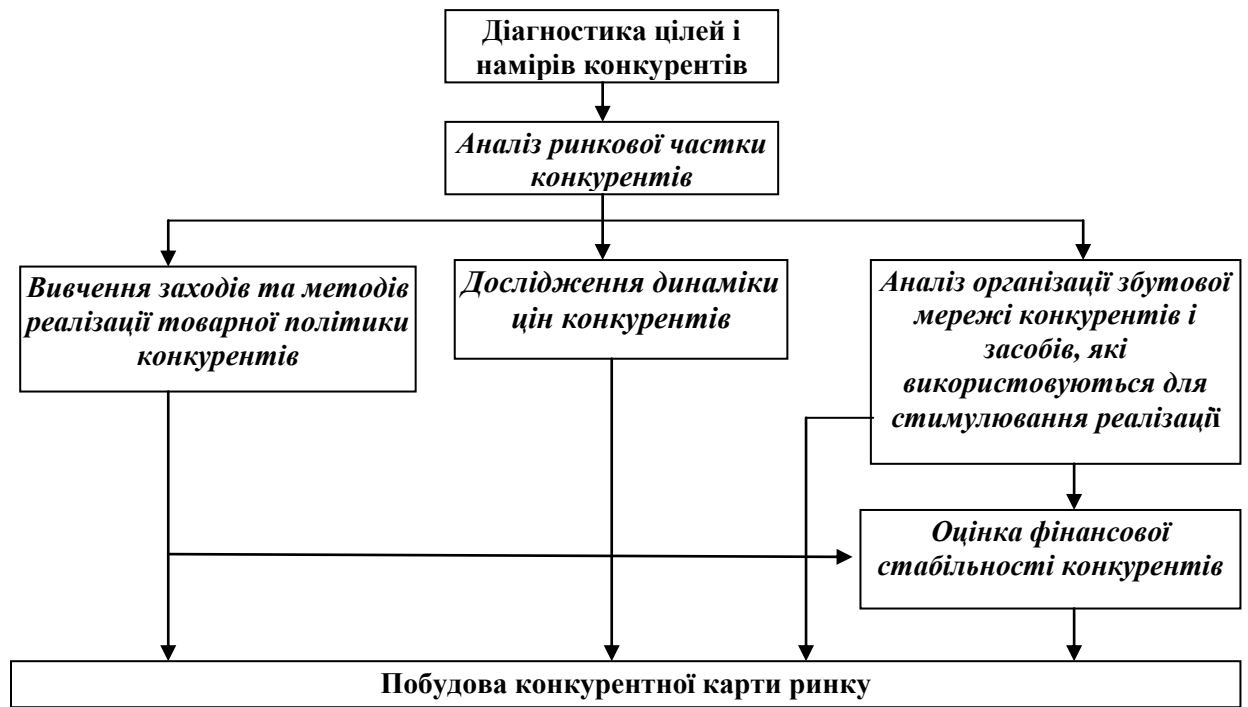 Діагностика цілей і
намірів конкурентів
Аналіз ринкової частки
конкурентів
Вивчення заходів та методів
реалізації товарної політики
конкурентів
Дослідження динаміки
цін конкурентів
Аналіз організації збутової
мережі конкурентів і
засобів, які
використовуються для
стимулювання реалізації
Оцінка фінансової
стабільності конкурентів
Побудова конкурентної карти ринку